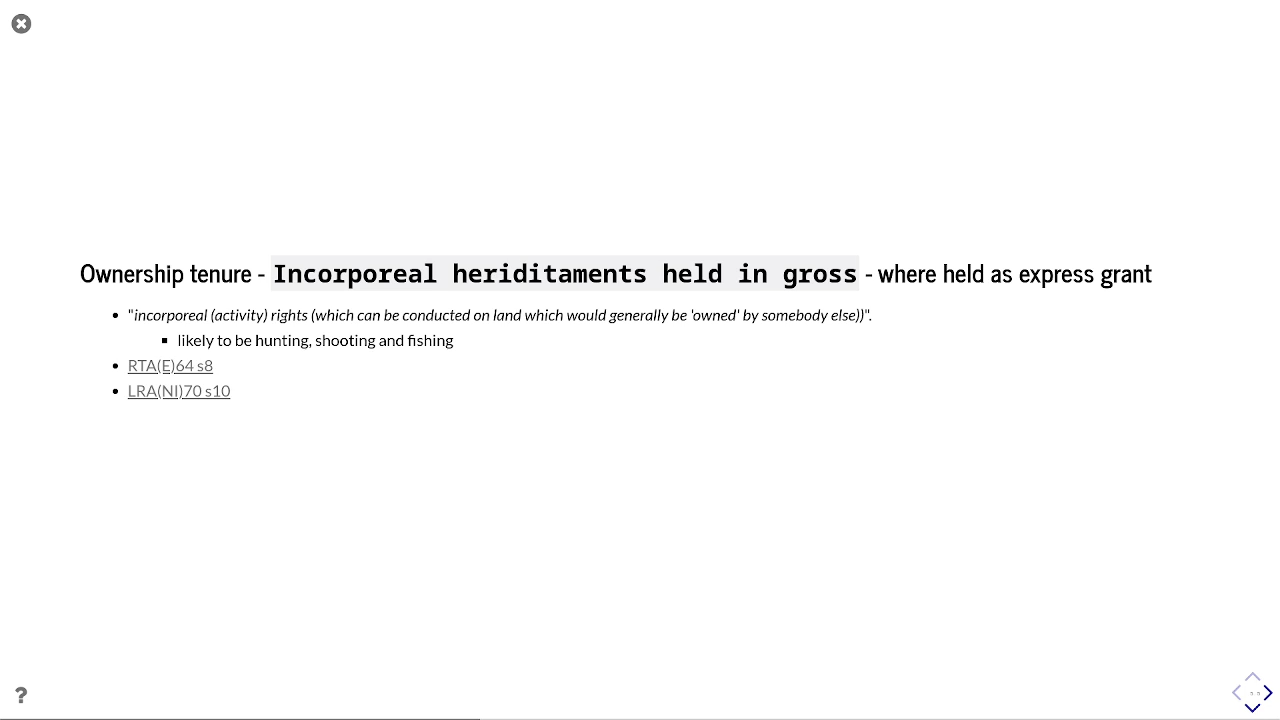 Ownership tenure - Incorporeal heriditaments held in gross - where held as express grant
"incorporeal (activity) rights (which can be conducted on land which would generally be 'owned' by somebody else))".
likely to be hunting, shooting and fishing
RTA(E)64 s8
LRA(NI)70 s10
?